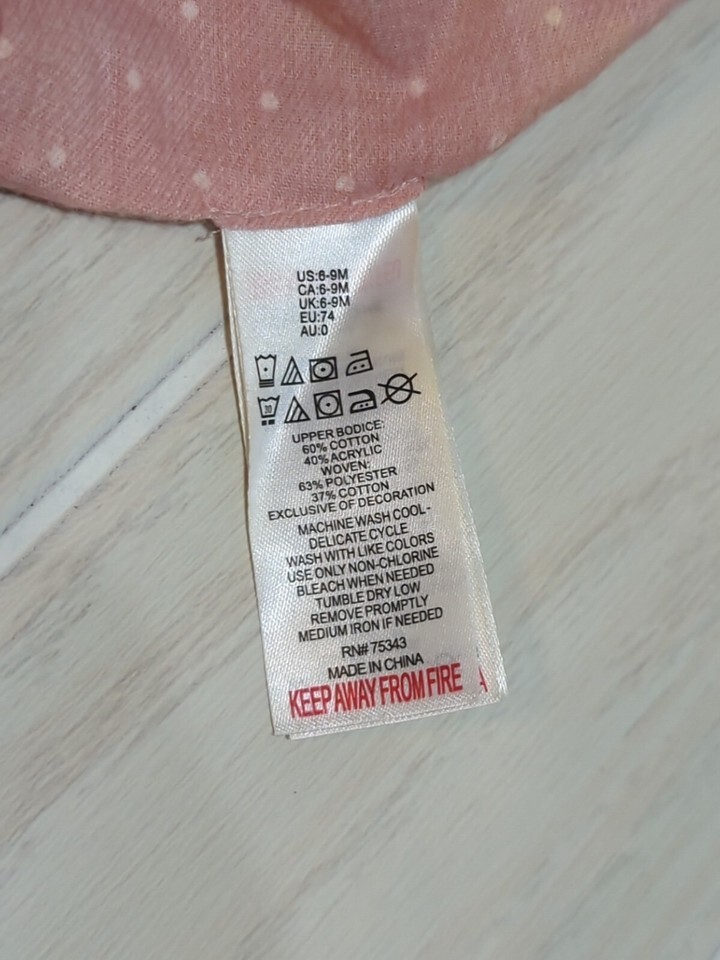 US:6-9M
CA:6-9M
UK:6-9M
EU:74
AU:0
30
UPPER BODICE:
60% COTTON
40% ACRYLIC
WOVEN:
63% POLYESTER
37% COTTON
EXCLUSIVE OF DECORATION
MACHINE WASH COOL-
DELICATE CYCLE
WASH WITH LIKE COLORS
USE ONLY NON-CHLORINE
BLEACH WHEN NEEDED
TUMBLE DRY LOW
REMOVE PROMPTLY
MEDIUM IRON IF NEEDED
RN# 75343
MADE IN CHINA
KEEP AWAY FROM FIRE